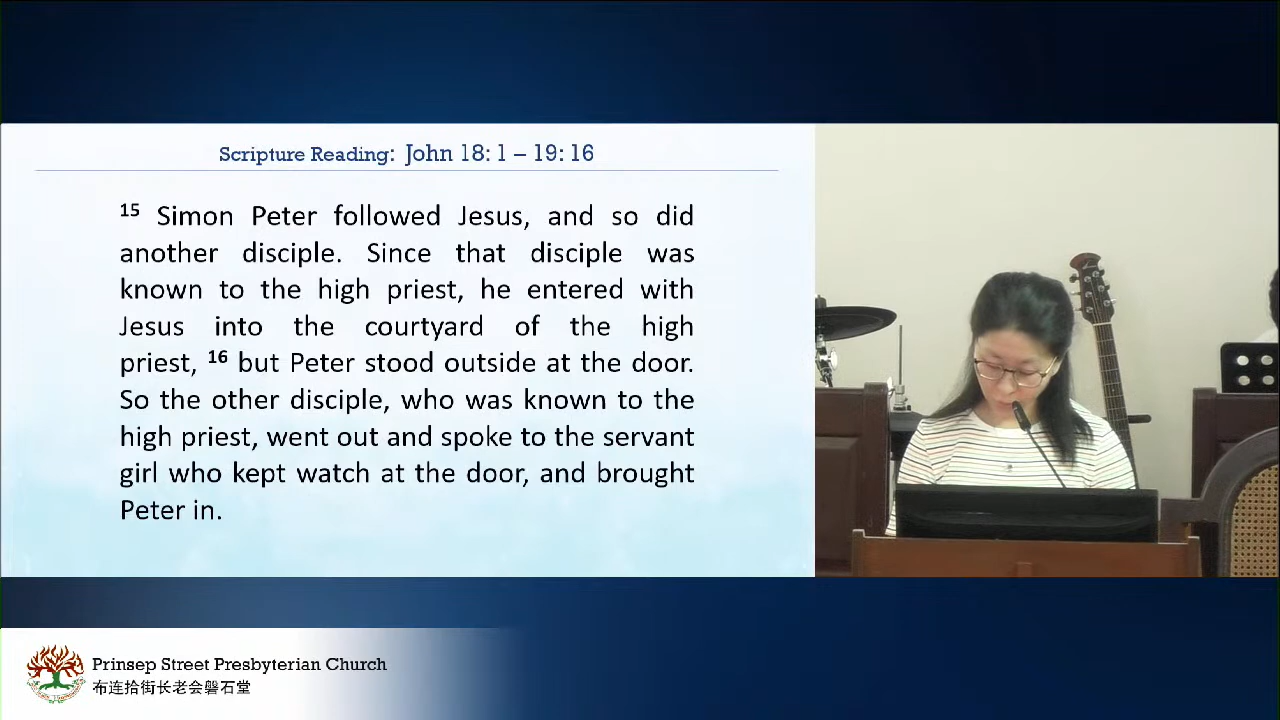 Scripture Reading: John 18: 1 – 19: 16
15 Simon Peter followed Jesus, and so did
another disciple. Since that disciple was
known to the high priest, he entered with
Jesus into the courtyard of the high
priest, 16 but Peter stood outside at the door.
So the other disciple, who was known to the
high priest, went out and spoke to the servant
girl who kept watch at the door, and brought
Peter in.
Prinsep Street Presbyterian Church
布连拾街长老会磐石堂